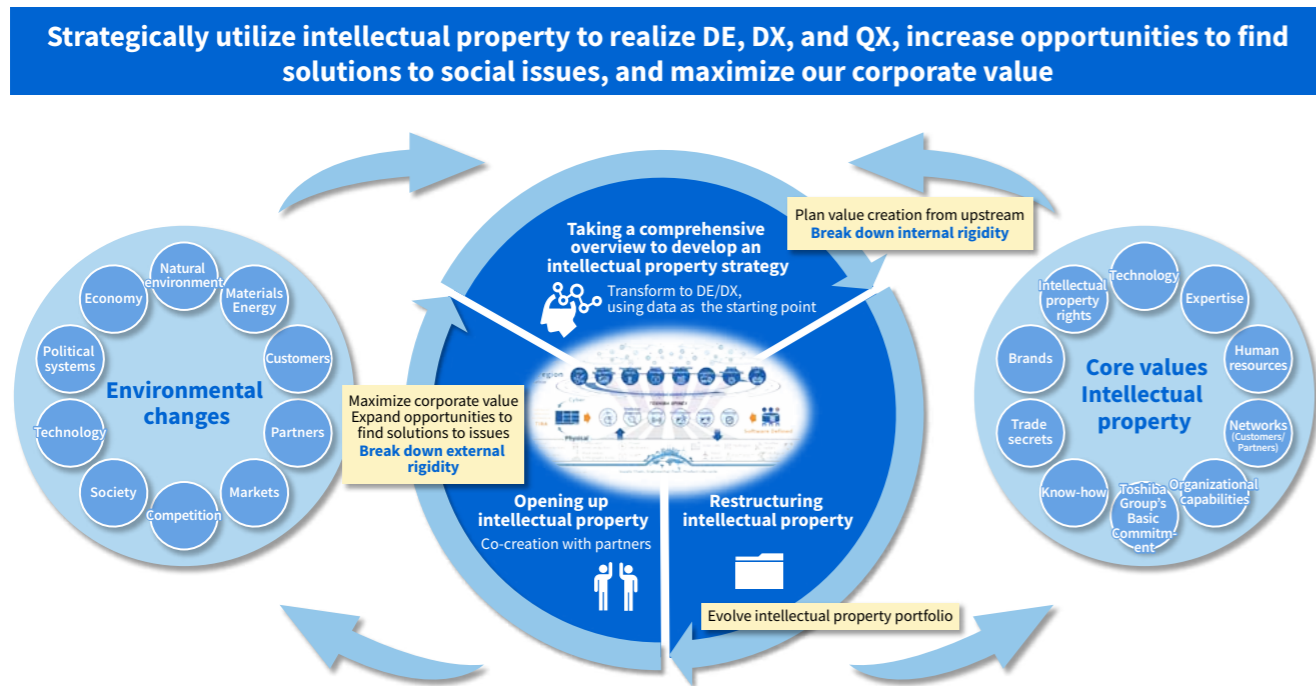 Strategically utilize intellectual property to realize DE, DX, and QX, increase opportunities to find
solutions to social issues, and maximize our corporate value
Natural
environment
Materials
Energy
Customers
Partners
Markets
Competition
Society
Technology
Political
systems
Economy
Environmental
changes
Taking a comprehensive
overview to develop an
intellectual property strategy
Transform to DE/DX,
using data as the starting point
Plan value creation from upstream
Break down internal rigidity
Maximize corporate value
Expand opportunities to
find solutions to issues
Break down external
rigidity
Cyber
Physical
Software Defined
Opening up
intellectual property
Co-creation with partners
Restructuring
intellectual property
Evolve intellectual property portfolio
Technology
Expertise
Human
resources
Networks
(Customers/
Partners)
Organizational
capabilities
Toshiba
Group's
Basic
Commitm-
ent
Know-how
Trade
secrets
Brands
Intellectual
property
rights
Core values
Intellectual
property